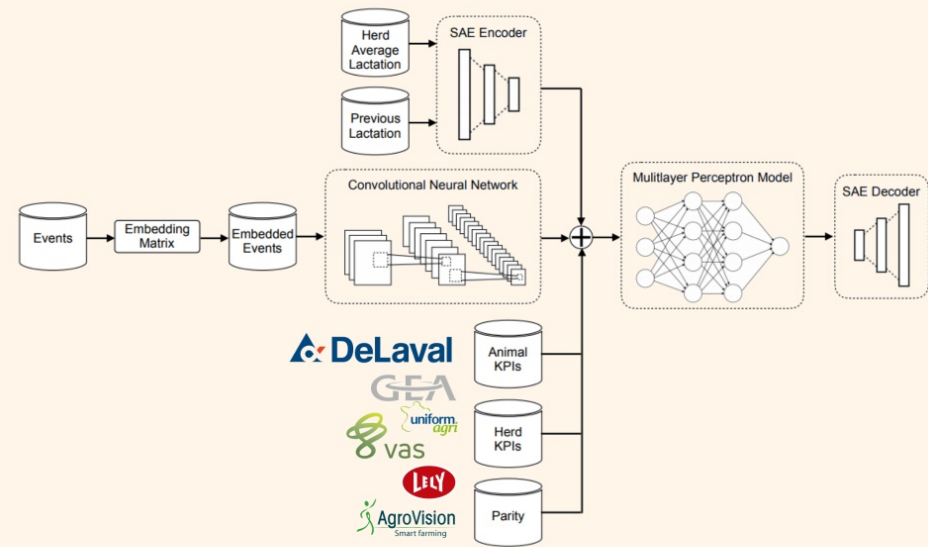 Herd
Average
Lactation
SAE Encoder
Previous
Lactation
Convolutional Neural Network
Mulitlayer Perceptron Model
SAE Decoder
Events
Embedding
Matrix
Embedded
Events
DeLaval
Animal
KPIs
GEA
uniform
agri
vas
Herd
KPIs
LELY
AgroVision
Smart farming
Parity